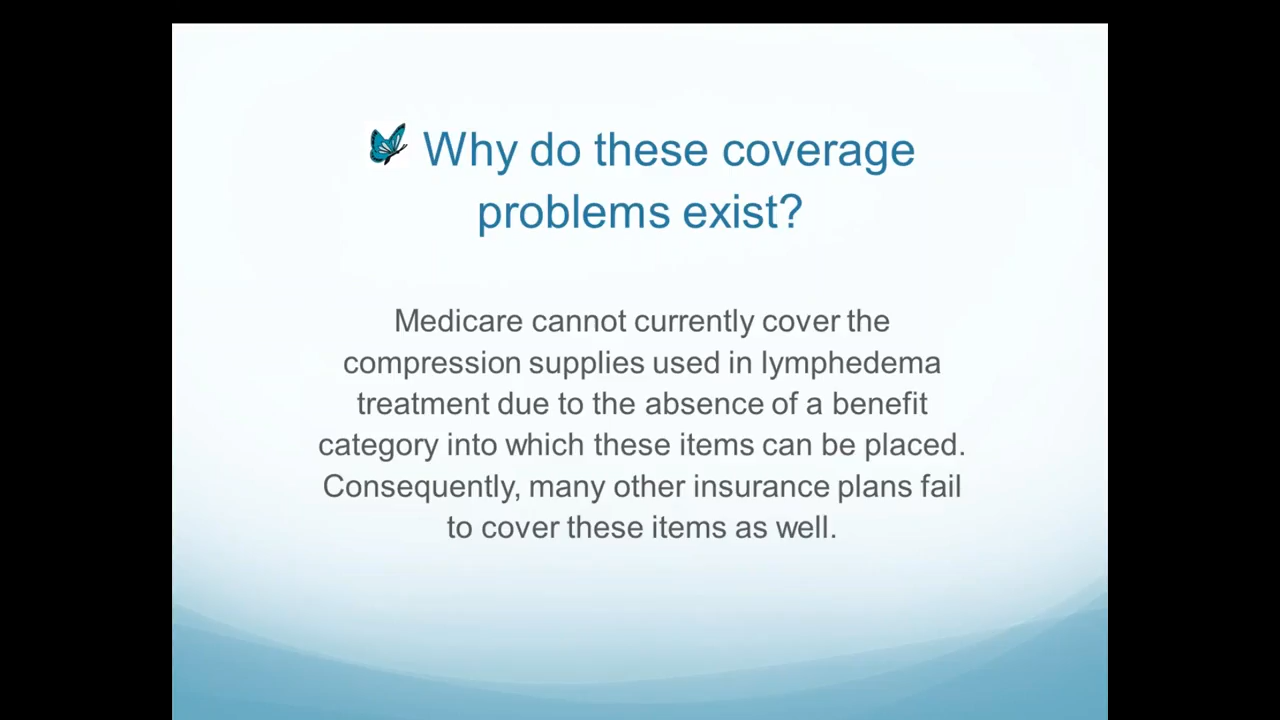 Why do these coverage
problems exist?
Medicare cannot currently cover the
compression supplies used in lymphedema
treatment due to the absence of a benefit
category into which these items can be placed.
Consequently, many other insurance plans fail
to cover these items as well.